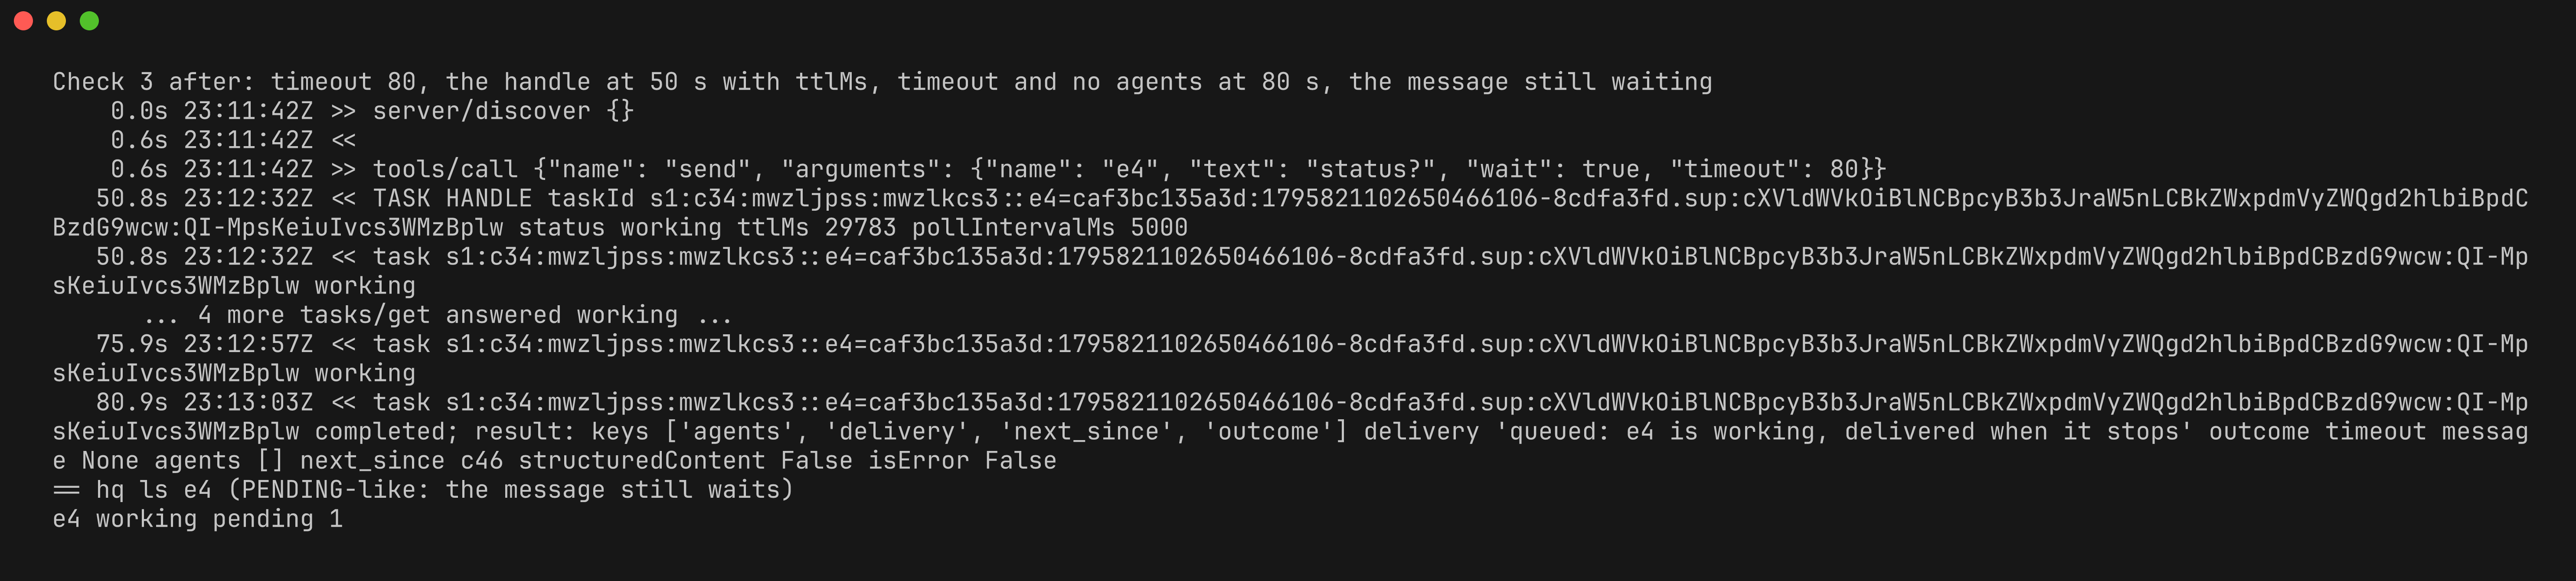 Check 3 after: timeout 80, the handle at 50 s with ttlMs, timeout and no agents at 80 s, the message still waiting
0.0s 23:11:42Z >> server/discover {}
0.6s 23:11:42Z <<
0.6s 23:11:42Z >> tools/call {"name": "send", "arguments": {"name": "e4", "text": "status?", "wait": true, "timeout": 80}}
50.8s 23:12:32Z << TASK HANDLE taskId s1:c34:mwzljpss:mwzlkcs3::e4=caf3bc135a3d:1795821102650466106-8cdfa3fd.sup:cXVldWVkOiBlNCBpcyB3b3JraW5nLCBkZWxpdmVyZWQgd2hlbiBpdC
BzdG9wcw:QI-MpsKeiuIvcs3WMzBplw status working ttlMs 29783 pollIntervalMs 5000
50.8s 23:12:32Z << task s1:c34:mwzljpss:mwzlkcs3::e4=caf3bc135a3d:1795821102650466106-8cdfa3fd.sup:cXVldWVkOiBlNCBpcyB3b3JraW5nLCBkZWxpdmVyZWQgd2hlbiBpdCBzdG9wcw:QI-Mp
sKeiuIvcs3WMzBplw working
... 4 more tasks/get answered working ...
75.9s 23:12:57Z << task s1:c34:mwzljpss:mwzlkcs3::e4=caf3bc135a3d:1795821102650466106-8cdfa3fd.sup:cXVldWVkOiBlNCBpcyB3b3JraW5nLCBkZWxpdmVyZWQgd2hlbiBpdCBzdG9wcw:QI-Mp
sKeiuIvcs3WMzBplw working
80.9s 23:13:03Z << task s1:c34:mwzljpss:mwzlkcs3::e4=caf3bc135a3d:1795821102650466106-8cdfa3fd.sup:cXVldWVkOiBlNCBpcyB3b3JraW5nLCBkZWxpdmVyZWQgd2hlbiBpdCBzdG9wcw:QI-Mp
sKeiuIvcs3WMzBplw completed; result: keys ['agents', 'delivery', 'next_since', 'outcome'] delivery 'queued: e4 is working, delivered when it stops' outcome timeout messag
e None agents [] next_since c46 structuredContent False isError False
== hq ls e4 (PENDING-like: the message still waits)
e4 working pending 1